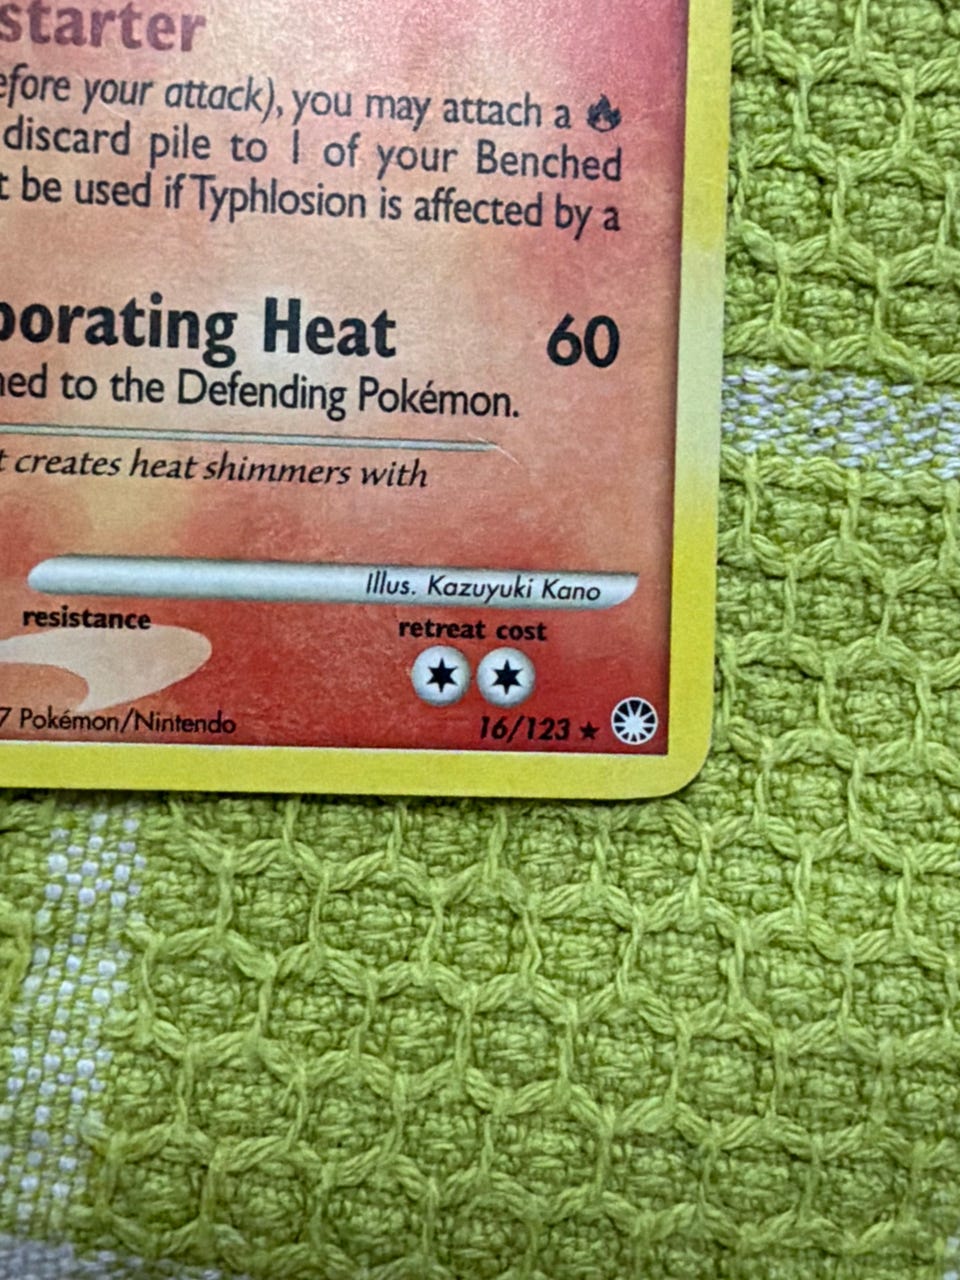 starter
efore your attack), you may attach a
discard pile to 1 of your Benched
t be used if Typhlosion is affected by a
porating Heat 60
ned to the Defending Pokémon.
t creates heat shimmers with
Illus. Kazuyuki Kano
resistance
retreat cost
7 Pokémon/Nintendo
16/123 ★